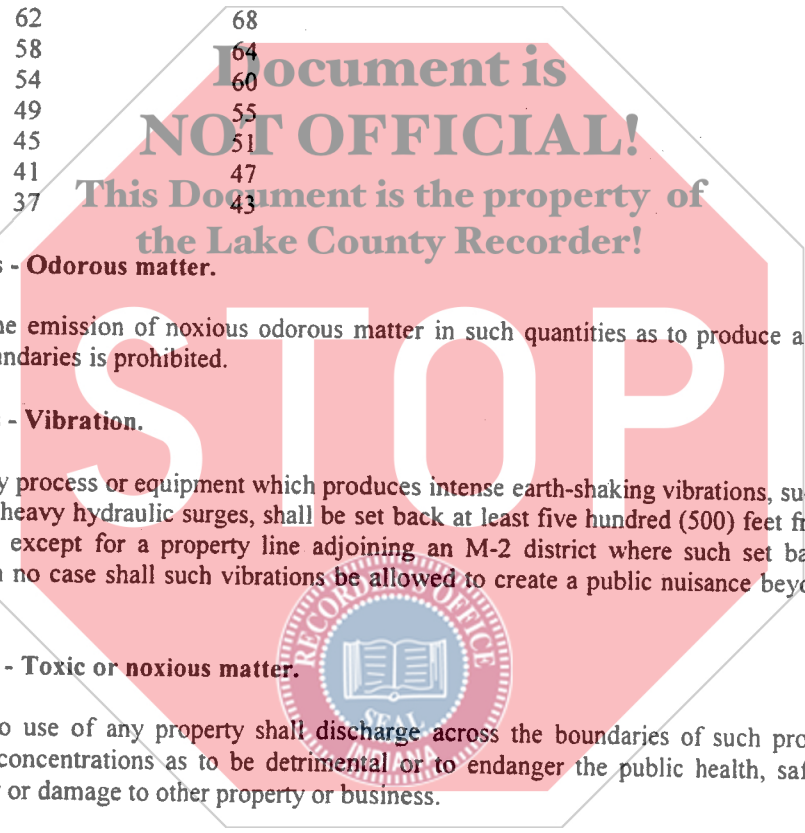 62 68
58 64
Document is
54 60
49 55
NOT OFFICIAL!
45 51
41 47
This Document is the property of
37 43
the Lake County Recorder!
- Odorous matter.
emission of noxious odorous matter in such quantities as to produce a
is prohibited.
- Vibration.
process or equipment which produces intense earth-shaking vibrations,
heavy hydraulic surges, shall be set back at least five hundred (500) feet
except for a property line adjoining an M-2 district where such set
no case shall such vibrations be allowed to create a public nuisance
STOP
RECORDER'S OFFICE
- Toxic or noxious matter.
use of any property shall discharge across the boundaries of such
SEAL
concentrations as to be detrimental or to endanger the public health,
INDIANA
or damage to other property or business.